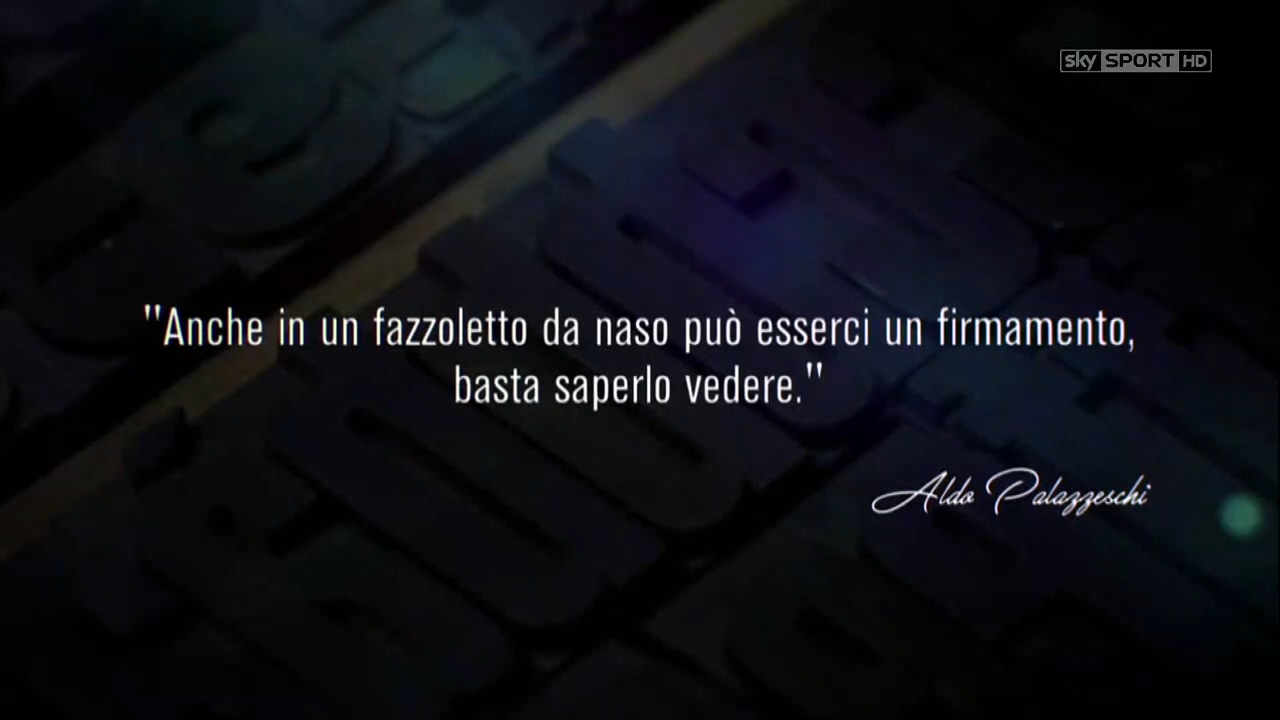 sky SPORT HD
"Anche in un fazzoletto da naso può esserci un firmamento,
basta saperlo vedere."
Aldo Palazzeschi